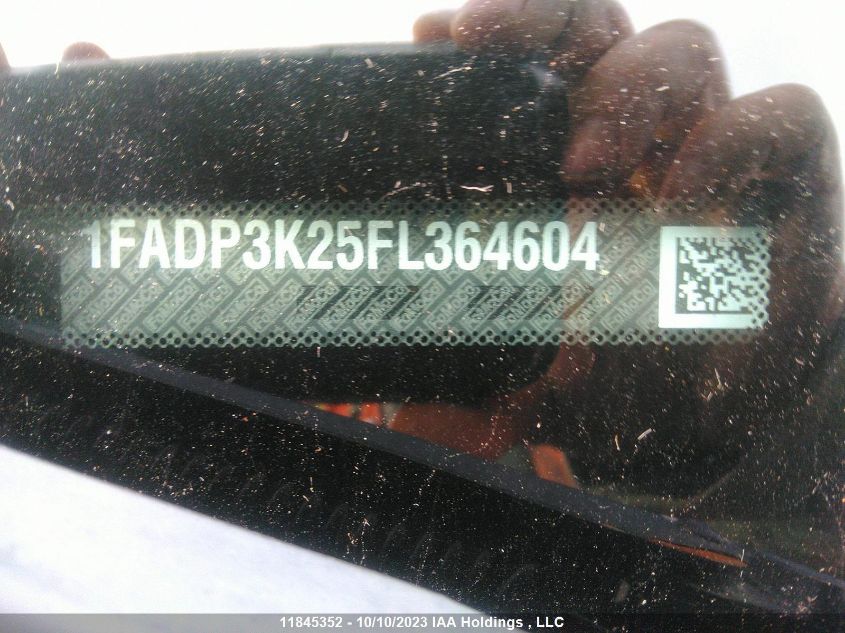 1FADP3K25FL364604
11845352 - 10/10/2023 IAA Holdings , LLC